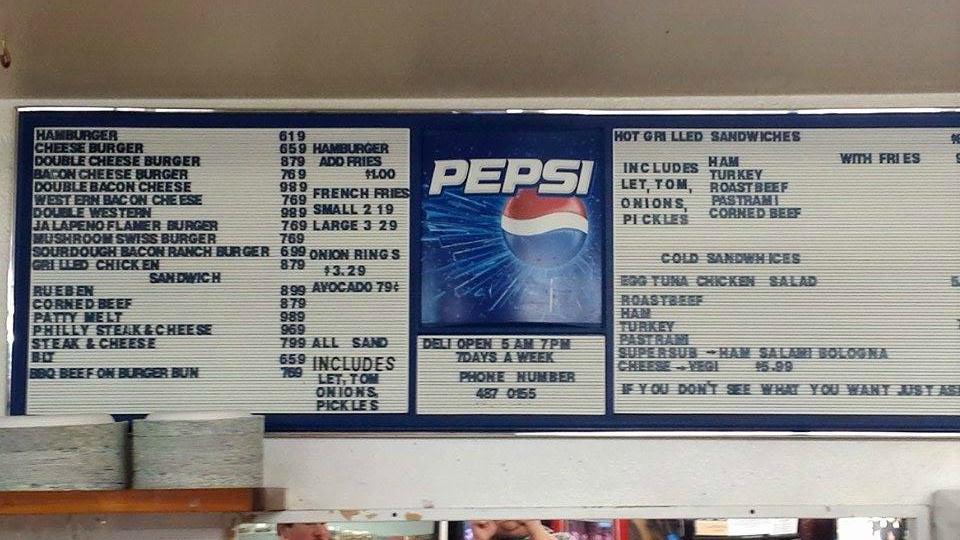 HAMBURGER 619
CHEESE BURGER 659
DOUBLE CHEESE BURGER 879
BACON CHEESE BURGER 769
DOUBLE BACON CHEESE 989
WESTERN BACON CHEESE 769
DOUBLE WESTERN 989
JALAPENO FLAMER BURGER 769
MUSHROOM SWISS BURGER 769
SOURDOUGH BACON RANCH BURGER 699
GRILLED CHICKEN 879
SANDWICH
RUEBEN 899
CORNED BEEF 879
PATTY MELT 989
PHILLY STEAK & CHEESE 969
STEAK & CHEESE 799
BLT 659
BBQ BEEF ON BURGER BUN 769
HAMBURGER
ADD FRIES
$1.00
FRENCH FRIES
SMALL 2 19
LARGE 3 29
ONION RINGS
$3.29
AVOCADO 79¢
ALL SAND
INCLUDES
LET, TOM
ONIONS,
PICKLES
PEPSI
DELI OPEN 5 AM 7PM
7DAYS A WEEK
PHONE NUMBER
487 0155
HOT GRILLED SANDWICHES
WITH FRIES
INCLUDES
LET, TOM,
ONIONS,
PICKLES
HAM
TURKEY
ROASTBEEF
PASTRAMI
CORNED BEEF
COLD SANDWHICES
EGG TUNA CHICKEN SALAD
ROASTBEEF
HAM
TURKEY
PASTRAMI
SUPERSUB → HAM SALAMI BOLOGNA
CHEESE → VEGI $5.99
IF YOU DON'T SEE WHAT YOU WANT JUST